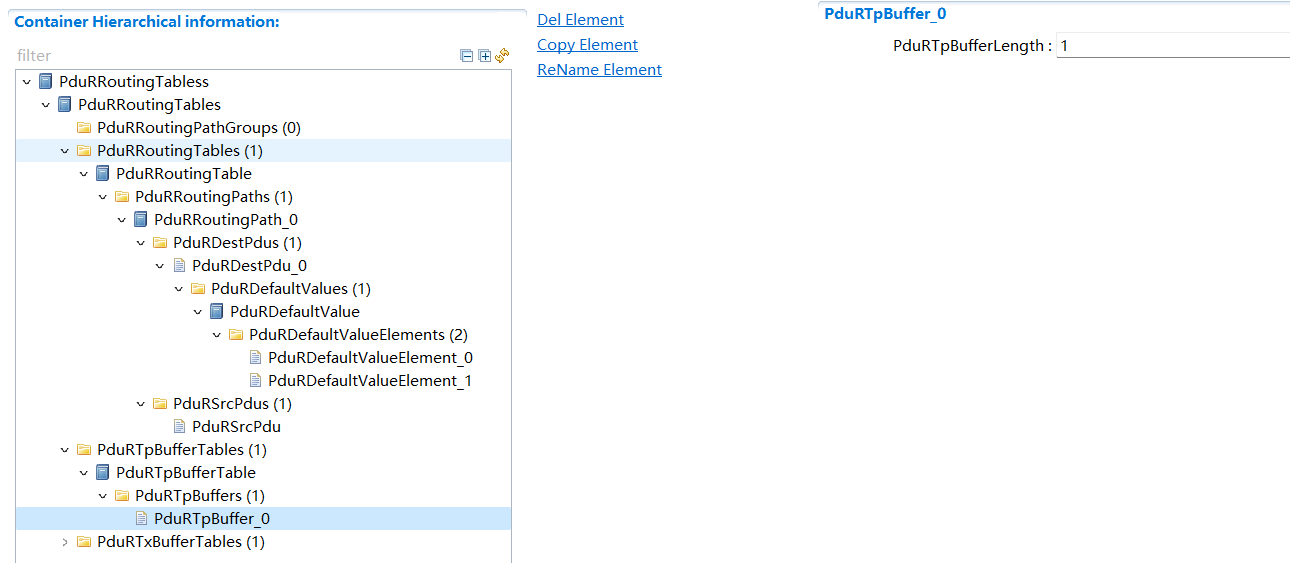 Container Hierarchical information:
filter
PduRRoutingTabless
PduRRoutingTables
PduRRoutingPathGroups (0)
PduRRoutingTables (1)
PduRRoutingTable
PduRRoutingPaths (1)
PduRRoutingPath_0
PduRDestPdus (1)
PduRDestPdu_0
PduRDefaultValues (1)
PduRDefaultValue
PduRDefaultValueElements (2)
PduRDefaultValueElement_0
PduRDefaultValueElement_1
PduRSrcPdus (1)
PduRSrcPdu
PduRTpBufferTables (1)
PduRTpBufferTable
PduRTpBuffers (1)
PduRTpBuffer_0
PduRTxBufferTables (1)
Del Element
Copy Element
ReName Element
PduRTpBuffer_0
PduRTpBufferLength : 1